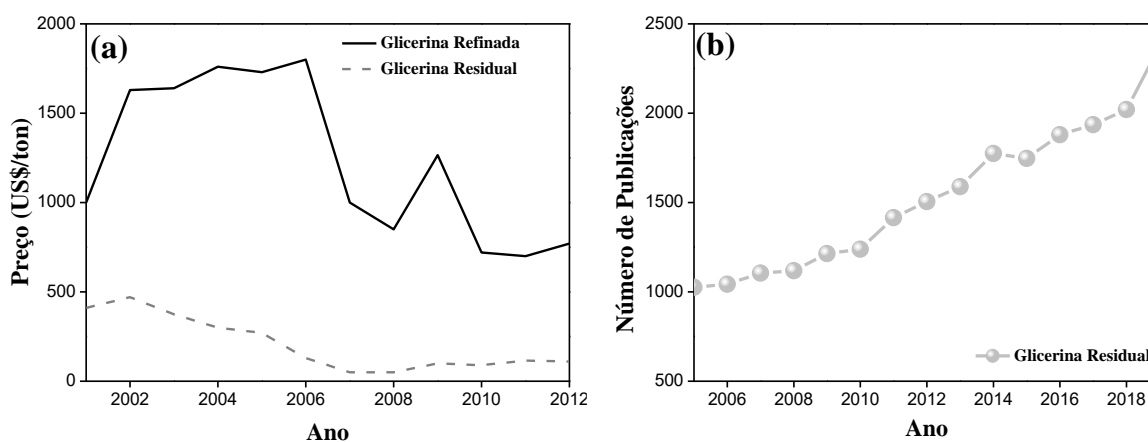 (a)
Glicerina Refinada
Glicerina Residual
Preço (US$/ton)
2000
1500
1000
500
0
2002 2004 2006 2008 2010 2012
Ano
(b)
Número de Publicações
2500
2000
1500
1000
500
Glicerina Residual
2006 2008 2010 2012 2014 2016 2018
Ano